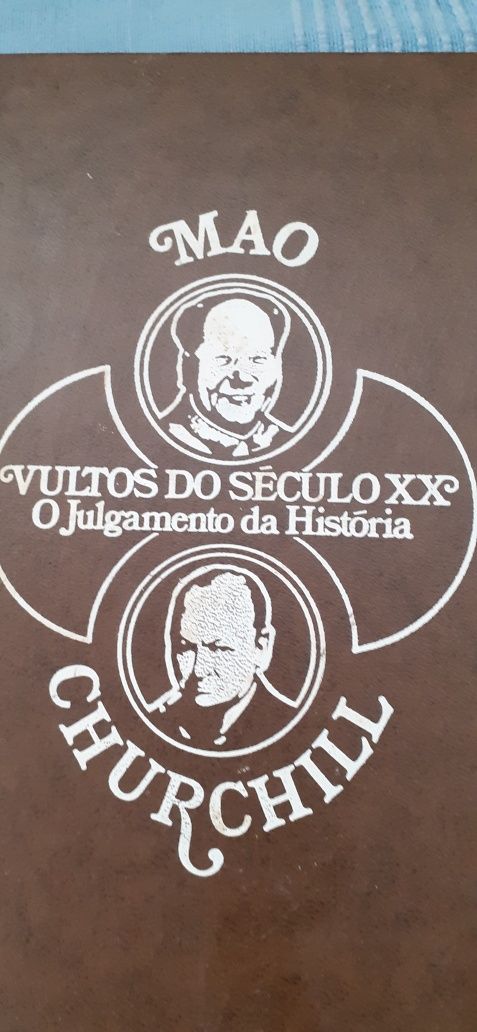 MAO
VULTOS DO SÉCULO XX
O Julgamento da História
CHURCHILL